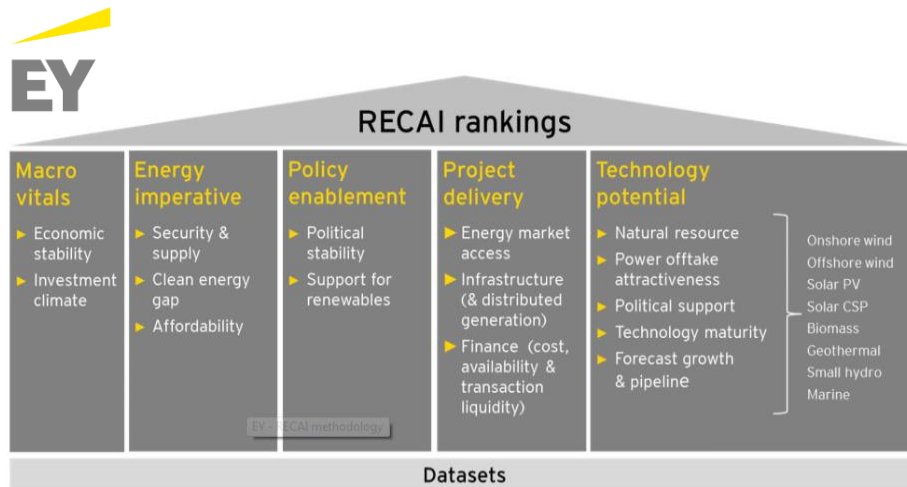 EY
RECAI rankings
Macro
vitals
► Economic
stability
► Investment
climate
Energy
imperative
► Security &
supply
► Clean energy
gap
► Affordability
Policy
enablement
► Political
stability
► Support for
renewables
Project
delivery
► Energy market
access
► Infrastructure
(& distributed
generation)
► Finance (cost,
availability &
transaction
liquidity)
Technology
potential
► Natural resource
► Power offtake
attractiveness
► Political support
► Technology maturity
► Forecast growth
& pipeline
Onshore wind
Offshore wind
Solar PV
Solar CSP
Biomass
Geothermal
Small hydro
Marine
EY - RECAI methodology
Datasets